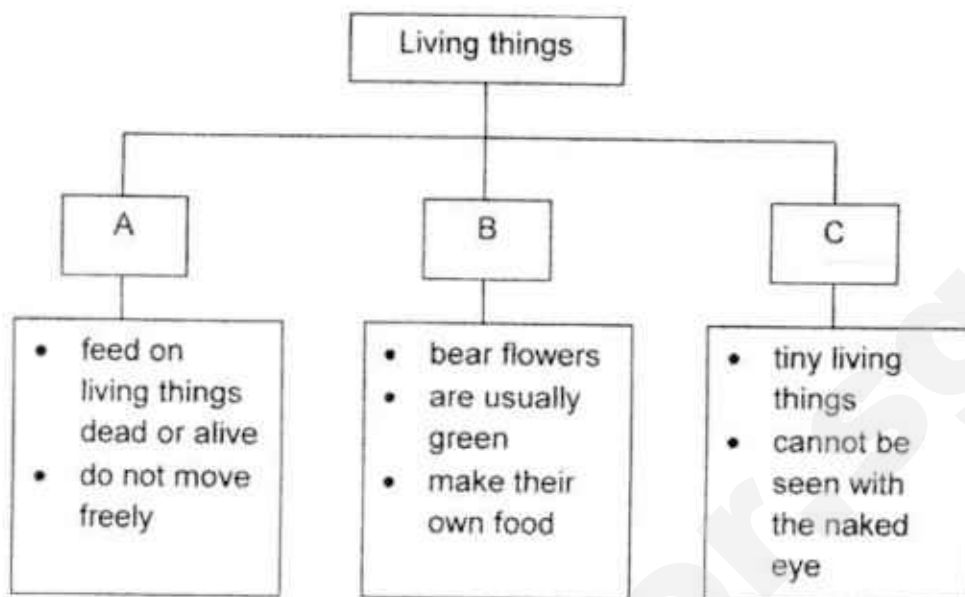 Living things
A
B
C
• feed on
living things
dead or alive
• do not move
freely
• bear flowers
• are usually
green
• make their
own food
• tiny living
things
• cannot be
seen with
the naked
eye